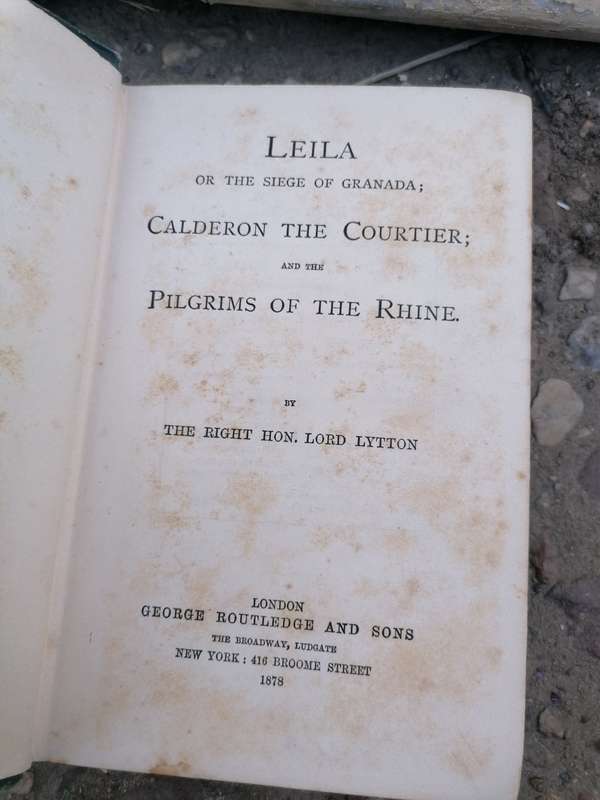 LEILA
OR THE SIEGE OF GRANADA;
CALDERON THE COURTIER;
AND THE
PILGRIMS OF THE RHINE.
BY
THE RIGHT HON. LORD LYTTON
LONDON
GEORGE ROUTLEDGE AND SONS
THE BROADWAY, LUDGATE
NEW YORK: 416 BROOME STREET
1878